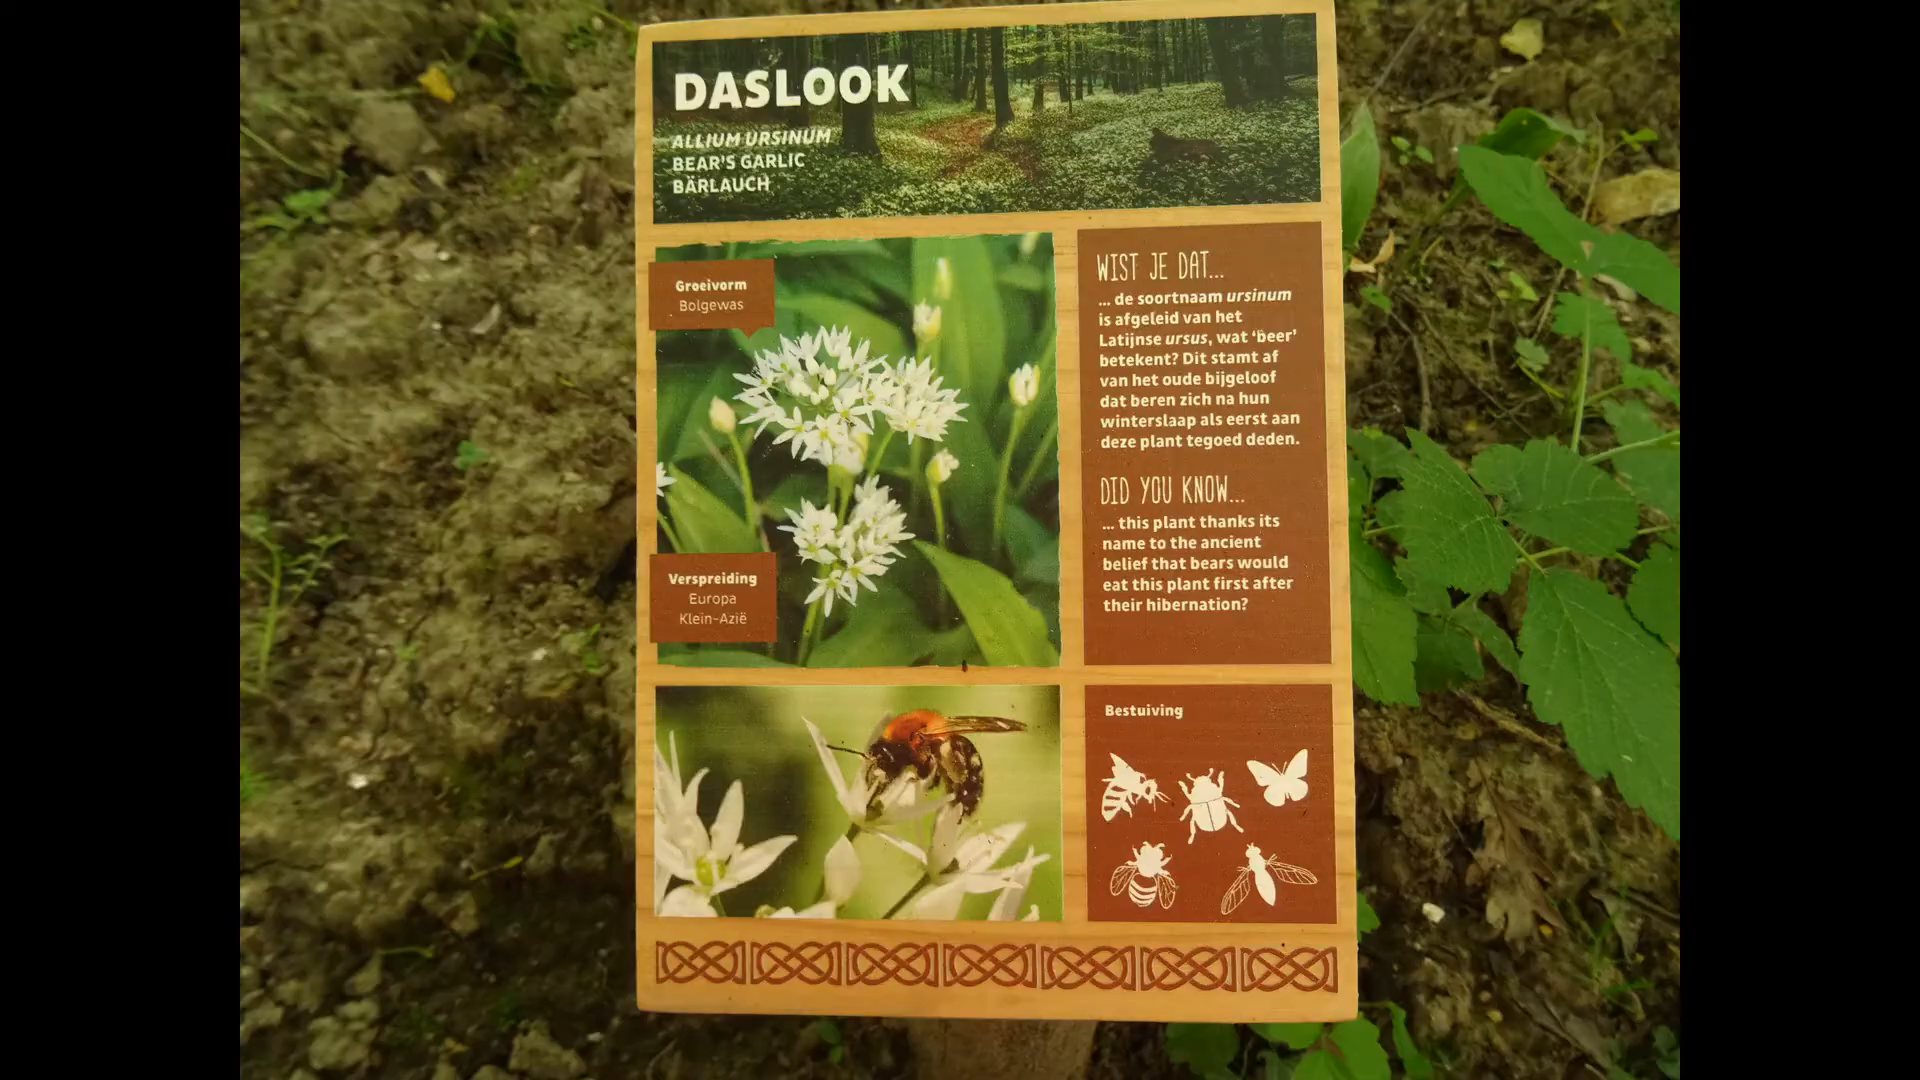 DASLOOK
ALLIUM URSINUM
BEAR'S GARLIC
BÄRLAUCH
Groeivorm
Bolgewas
Verspreiding
Europa
Klein-Azië
WIST JE DAT...
... de soortnaam ursinum
is afgeleid van het
Latijnse ursus, wat ‘beer’
betekent? Dit stamt af
van het oude bijgeloof
dat beren zich na hun
winterslaap als eerst aan
deze plant tegoed deden.
DID YOU KNOW...
... this plant thanks its
name to the ancient
belief that bears would
eat this plant first after
their hibernation?
Bestuiving